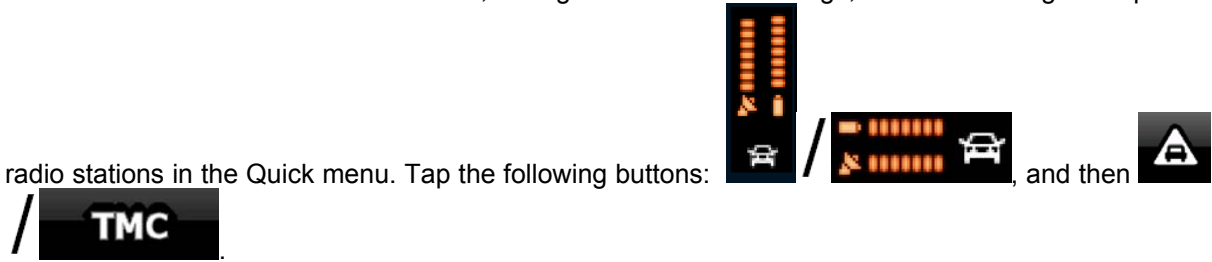 radio stations in the Quick menu. Tap the following buttons: / , and then
/ TMC .